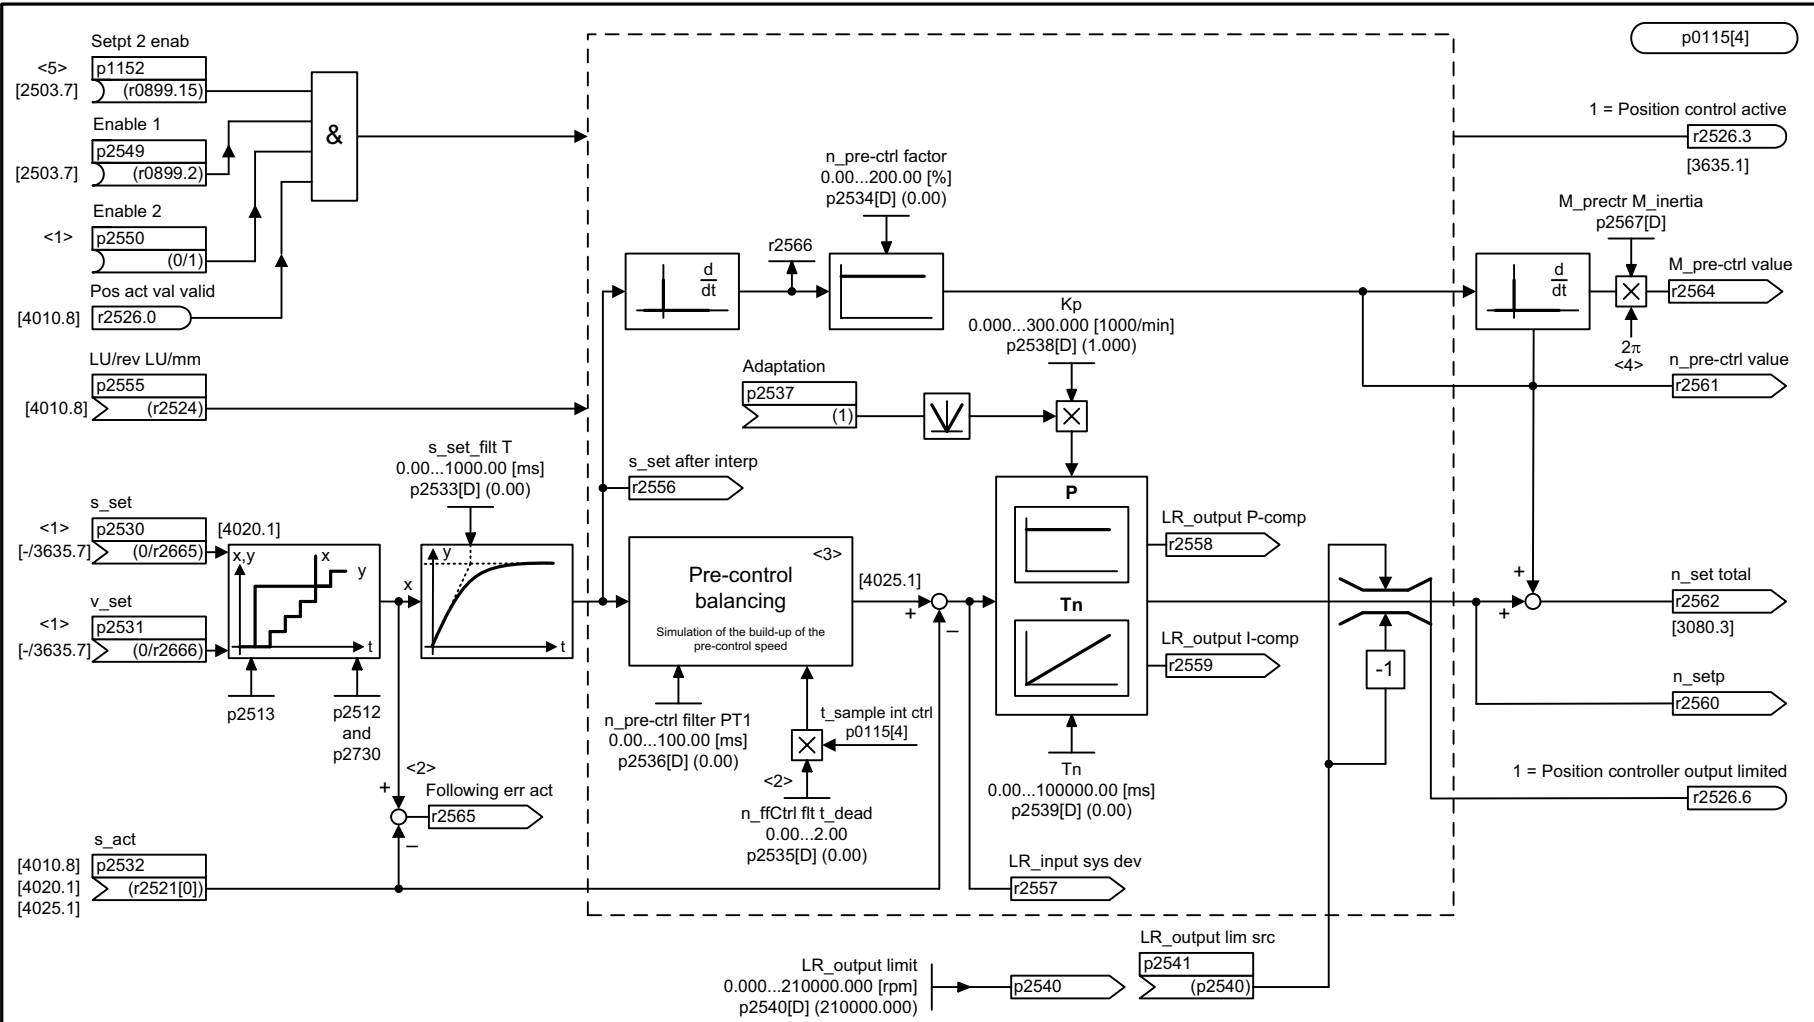 p0115[4]
Setpt 2 enab
<5>
[2503.7]
p1152
(r0899.15)
Enable 1
[2503.7]
p2549
(r0899.2)
Enable 2
<1>
p2550
(0/1)
Pos act val valid
[4010.8]
r2526.0
&
LU/rev LU/mm
p2555
[4010.8]
(r2524)
1 = Position control active
r2526.3
[3635.1]
n_pre-ctrl factor
0.00...200.00 [%]
p2534[D] (0.00)
r2566
d
dt
M_prectr M_inertia
p2567[D]
d
dt
M_pre-ctrl value
r2564
2π
<4>
n_pre-ctrl value
r2561
Kp
0.000...300.000 [1000/min]
p2538[D] (1.000)
Adaptation
p2537
(1)
s_set_filt T
0.00...1000.00 [ms]
p2533[D] (0.00)
s_set after interp
r2556
s_set
<1>
p2530
[-/3635.7]
(0/r2665)
[4020.1]
v_set
<1>
p2531
[-/3635.7]
(0/r2666)
x,y
x
y
t
x
y
t
p2513
p2512
and
p2730
<3>
Pre-control
balancing
Simulation of the build-up of the
pre-control speed
[4025.1]
+
–
P
Tn
LR_output P-comp
r2558
LR_output I-comp
r2559
-1
+
+
n_set total
r2562
[3080.3]
n_setp
r2560
n_pre-ctrl filter PT1
0.00...100.00 [ms]
p2536[D] (0.00)
t_sample int ctrl
p0115[4]
<2>
n_ffCtrl flt t_dead
0.00...2.00
p2535[D] (0.00)
Tn
0.00...100000.00 [ms]
p2539[D] (0.00)
1 = Position controller output limited
r2526.6
<2>
+
–
Following err act
r2565
s_act
[4010.8]
[4020.1]
[4025.1]
p2532
(r2521[0])
LR_input sys dev
r2557
LR_output limit
0.000...210000.000 [rpm]
p2540[D] (210000.000)
p2540
LR_output lim src
p2541
(p2540)